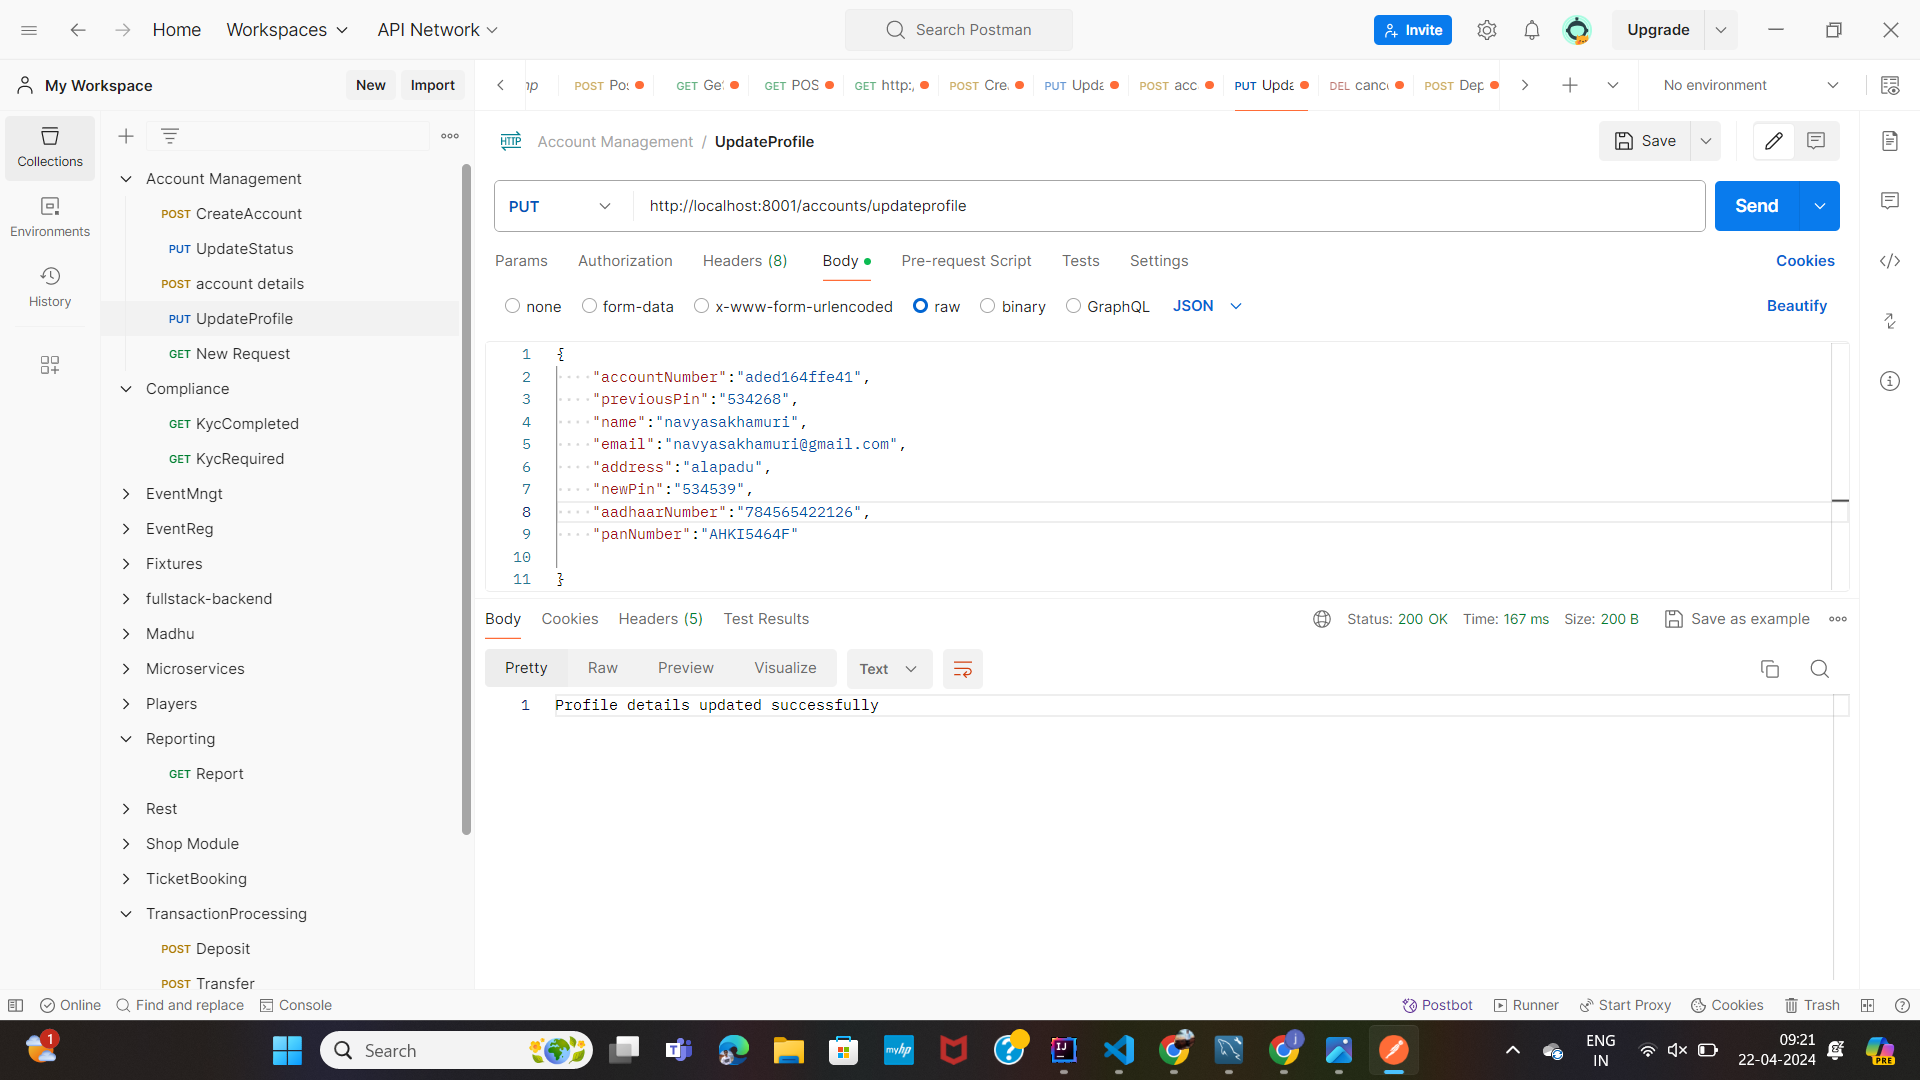 Home
Workspaces
API Network
Search Postman
Invite
Upgrade
My Workspace
New
Import
POST
GET
GET POS
GET http:,
POST Cre
PUT Upda
POST acc
PUT Upda
DEL canc
POST Dep
No environment
Collections
Environments
History
Account Management
POST CreateAccount
PUT UpdateStatus
POST account details
PUT UpdateProfile
GET New Request
Compliance
GET KycCompleted
GET KycRequired
EventMngt
EventReg
Fixtures
fullstack-backend
Madhu
Microservices
Players
Reporting
GET Report
Rest
Shop Module
TicketBooking
TransactionProcessing
POST Deposit
POST Transfer
HTTP Account Management / UpdateProfile
Save
PUT
http://localhost:8001/accounts/updateprofile
Send
Params Authorization Headers (8) Body Pre-request Script Tests Settings
Cookies
none form-data x-www-form-urlencoded raw binary GraphQL JSON
Beautify
1 {
2 "accountNumber":"aded164ffe41",
3 "previousPin":"534268",
4 "name":"navyasakhamuri",
5 "email":"navyasakhamuri@gmail.com",
6 "address":"alapadu",
7 "newPin":"534539",
8 "aadhaarNumber":"784565422126",
9 "panNumber":"AHKI5464F"
10
11 }
Body Cookies Headers (5) Test Results
Status: 200 OK Time: 167 ms Size: 200 B
Save as example
Pretty Raw Preview Visualize
Text
1 Profile details updated successfully
Online
Find and replace
Console
Postbot
Runner
Start Proxy
Cookies
Trash
1
Search
myhp
ENG
IN
09:21
22-04-2024
PRE